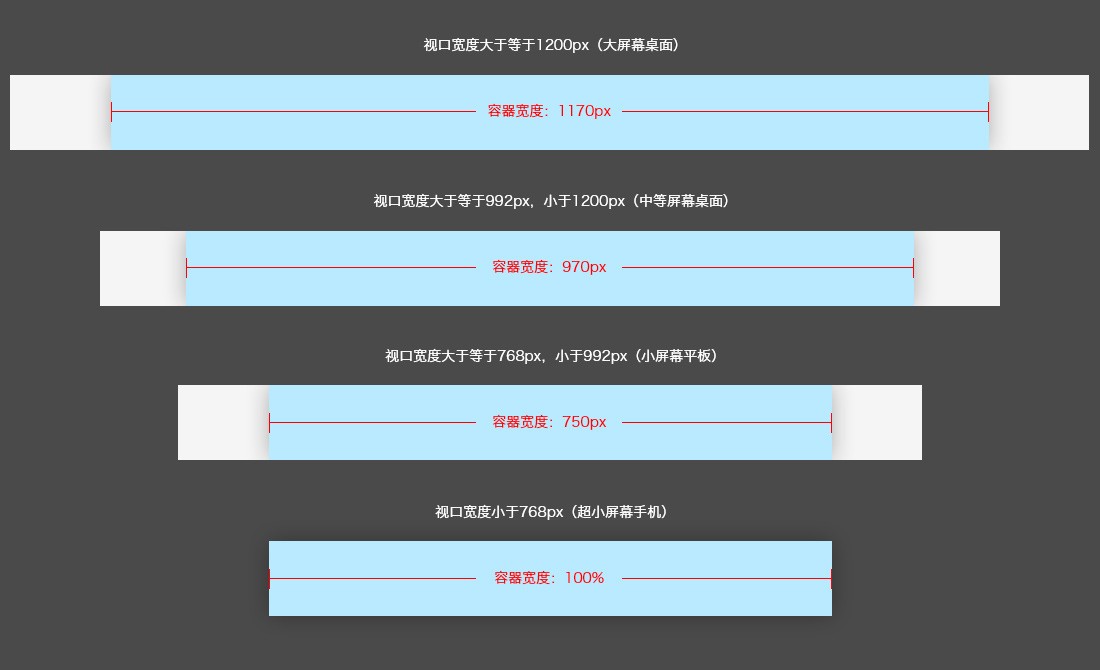 视口宽度大于等于1200px（大屏幕桌面）
容器宽度：1170px
视口宽度大于等于992px，小于1200px（中等屏幕桌面）
容器宽度：970px
视口宽度大于等于768px，小于992px（小屏幕平板）
容器宽度：750px
视口宽度小于768px（超小屏幕手机）
容器宽度：100%